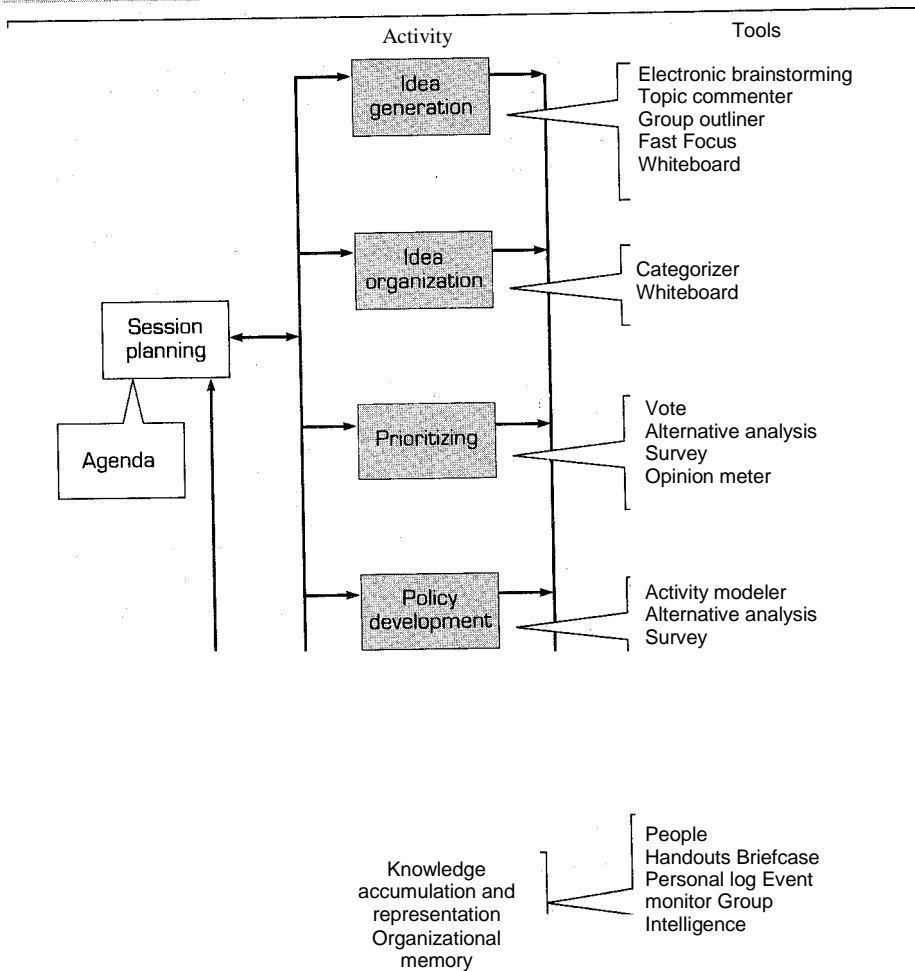 Activity
Tools
Idea
generation
Electronic brainstorming
Topic commenter
Group outliner
Fast Focus
Whiteboard
Idea
organization
Categorizer
Whiteboard
Session
planning
Agenda
Prioritizing
Vote
Alternative analysis
Survey
Opinion meter
Policy
development
Activity modeler
Alternative analysis
Survey
Knowledge
accumulation and
representation
Organizational
memory
People
Handouts Briefcase
Personal log Event
monitor Group
Intelligence